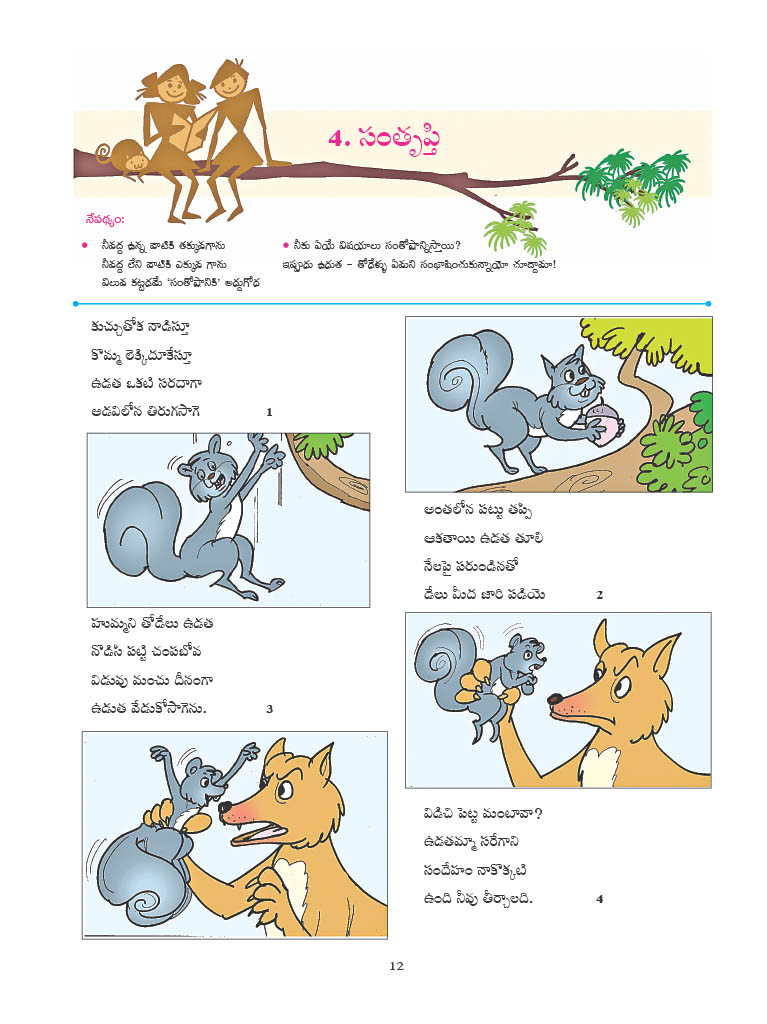 4. సంతృప్తి
నేపథ్యం:
● నీవద్ద ఉన్న వాటికి తక్కువగాను
నీవద్ద లేని వాటికి ఎక్కువ గాను
విలువ కట్టడమే ‘సంతోషానికి’ అడ్డుగోడ
● నీకు ఏయే విషయాలు సంతోషాన్నిస్తాయి?
ఇప్పుడు ఉడుత – తోడేళ్ళు ఏమని సంభాషించుకున్నాయో చూద్దామా!
కుచ్చుతోక నాడిస్తూ
కొమ్మ లెక్కిదూకేస్తూ
ఉడత ఒకటి సరదాగా
అడవిలోన తిరుగసాగె 1
అంతలోన పట్టు తప్పి
ఆకతాయి ఉడత తూలి
నేలపై పరుండినతో
డేలు మీద జారి పడియె 2
హుమ్మని తోడేలు ఉడత
నొడిసి పట్టి చంపబోవ
విడువు మంచు దీనంగా
ఉడుత వేడుకోసాగెను. 3
విడిచి పెట్ట మంటావా?
ఉడతమ్మా సరేగాని
సందేహం నాకొక్కటి
ఉంది నీవు తీర్చాలది. 4
12